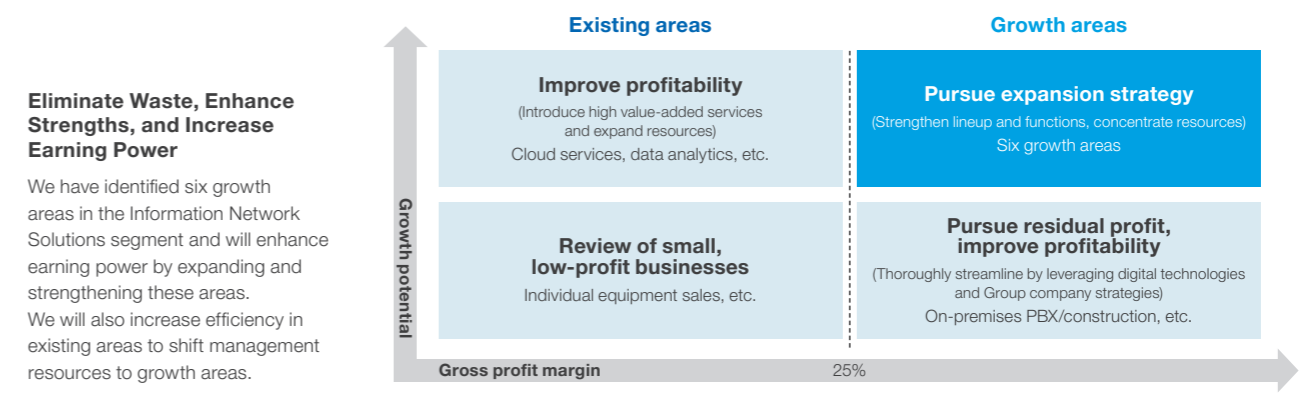 Eliminate Waste, Enhance
Strengths, and Increase
Earning Power
We have identified six growth
areas in the Information Network
Solutions segment and will enhance
earning power by expanding and
strengthening these areas.
We will also increase efficiency in
existing areas to shift management
resources to growth areas.
Existing areas
Growth areas
Growth potential
Improve profitability
(Introduce high value-added services
and expand resources)
Cloud services, data analytics, etc.
Pursue expansion strategy
(Strengthen lineup and functions, concentrate resources)
Six growth areas
Review of small,
low-profit businesses
Individual equipment sales, etc.
Pursue residual profit,
improve profitability
(Thoroughly streamline by leveraging digital technologies
and Group company strategies)
On-premises PBX/construction, etc.
Gross profit margin
25%